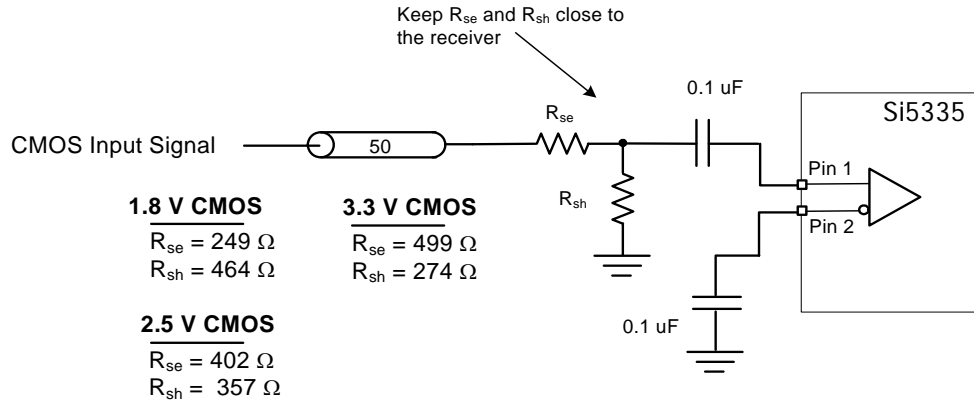 Keep Rse and Rsh close to
the receiver
0.1 uF
Si5335
Rse
CMOS Input Signal
50
Pin 1
Rsh
Pin 2
1.8 V CMOS
Rse = 249 Ω
Rsh = 464 Ω
3.3 V CMOS
Rse = 499 Ω
Rsh = 274 Ω
0.1 uF
2.5 V CMOS
Rse = 402 Ω
Rsh = 357 Ω